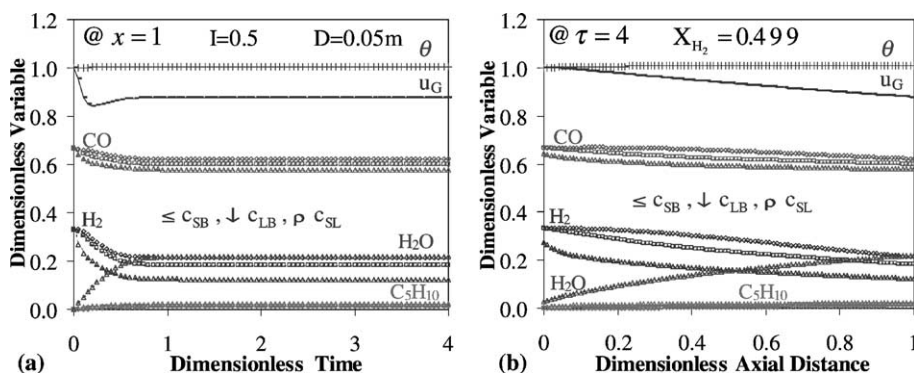 1.2
@ x = 1 I=0.5 D=0.05m
θ
1.0
u_G
0.8
CO
0.6
≤ c_SB , ↓ c_LB , ρ c_SL
0.4
H₂
H₂O
0.2
C₅H₁₀
0.0
0 1 2 3 4
Dimensionless Variable
(a) Dimensionless Time
1.2
@ τ = 4 X_H₂ = 0.499
θ
1.0
u_G
0.8
CO
0.6
≤ c_SB , ↓ c_LB , ρ c_SL
0.4
H₂
0.2
H₂O
C₅H₁₀
0.0
0 0.2 0.4 0.6 0.8 1
Dimensionless Variable
(b) Dimensionless Axial Distance